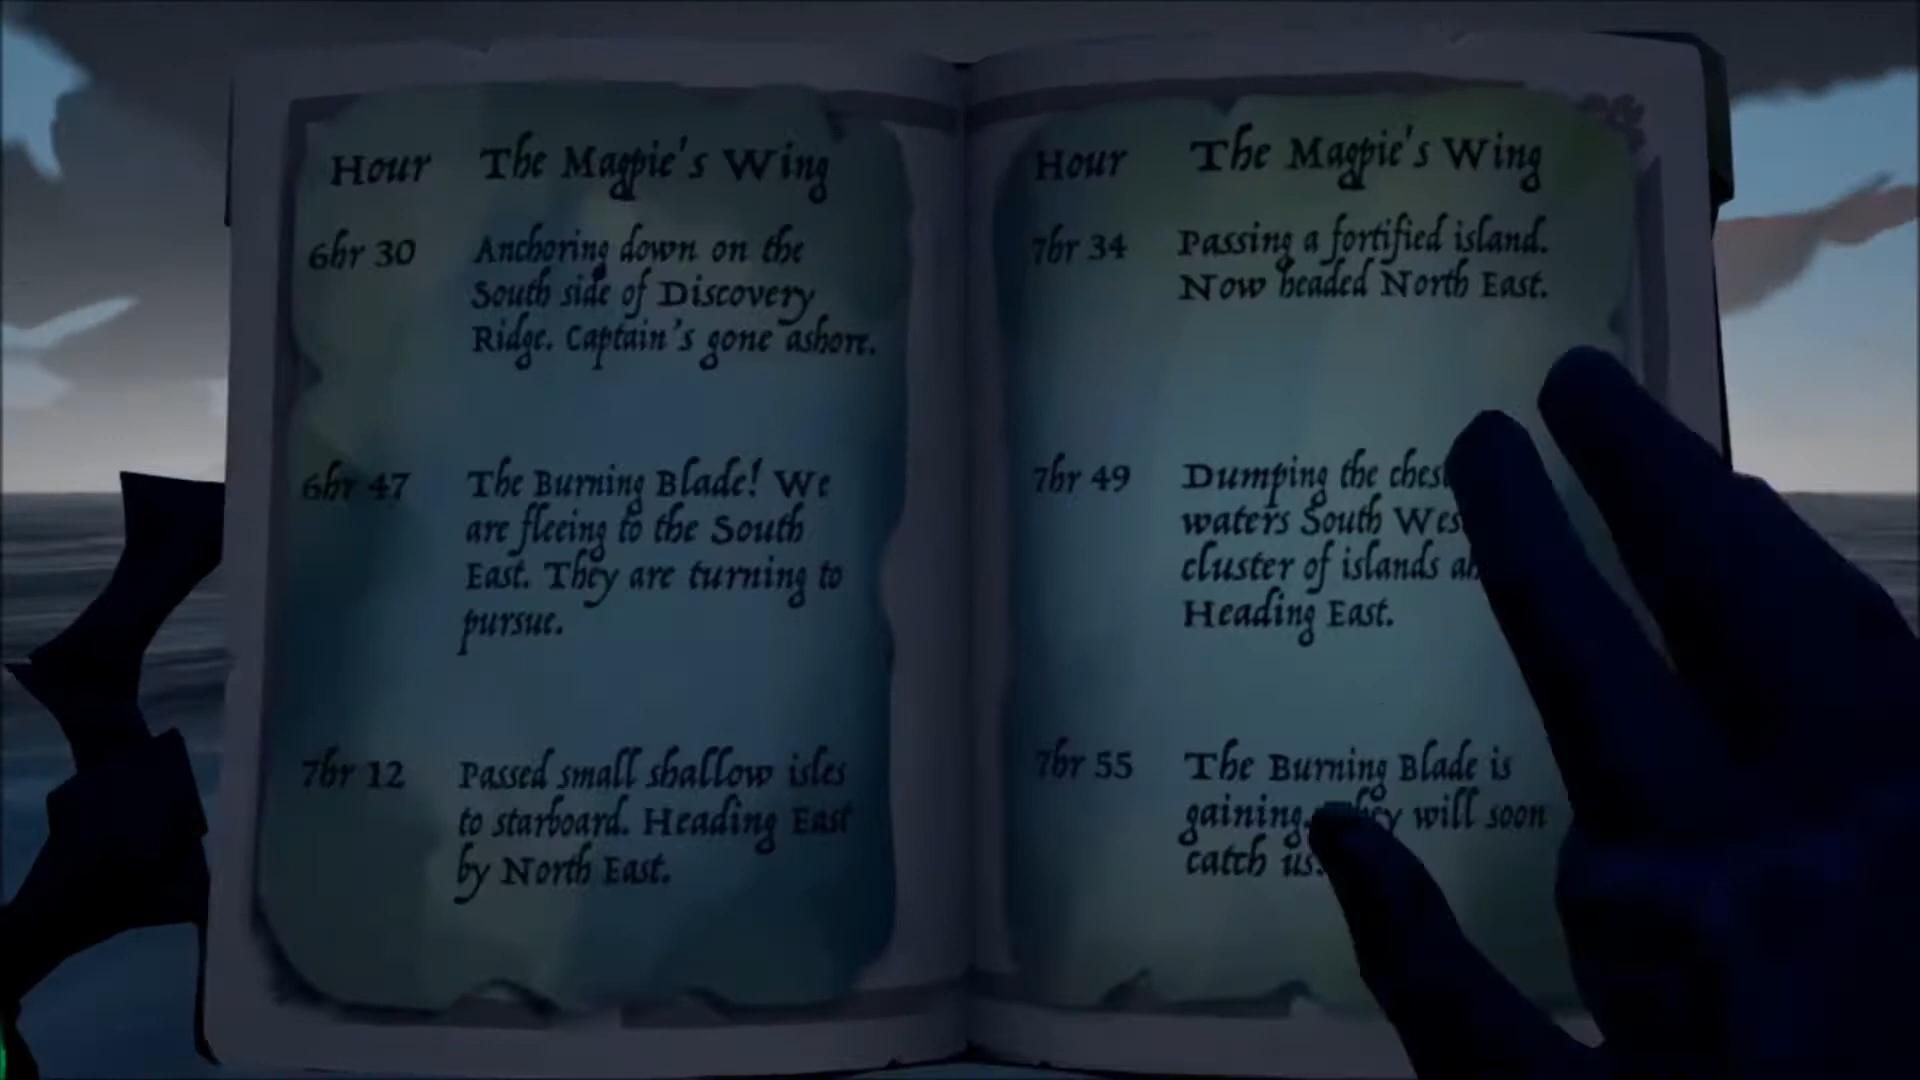 Hour The Magpie's Wing
6hr 30 Anchoring down on the
South side of Discovery
Ridge. Captain's gone ashore.
6hr 47 The Burning Blade! We
are fleeing to the South
East. They are turning to
pursue.
7hr 12 Passed small shallow isles
to starboard. Heading East
by North East.
Hour The Magpie's Wing
7hr 34 Passing a fortified island.
Now headed North East.
7hr 49 Dumping the
waters South
cluster of islands
Heading East.
7hr 55 The Burning Blade is
gaining. will soon
catch us.